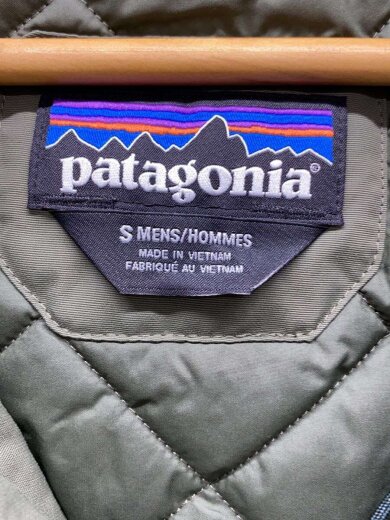 patagonia®
S MENS/HOMMES
MADE IN VIETNAM
FABRIQUÉ AU VIETNAM